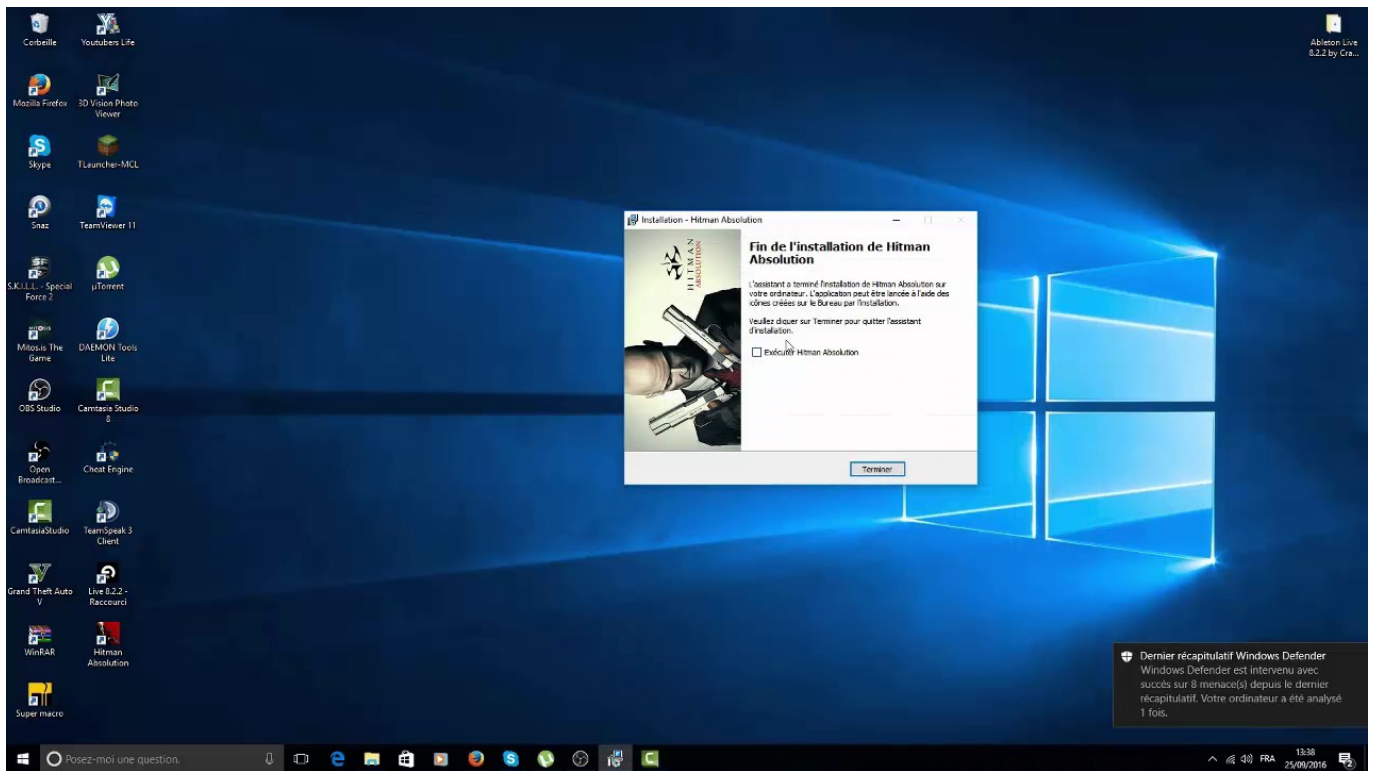 Corbeille
Youtubers Life
Mozilla Firefox
3D Vision Photo
Viewer
Skype
TLauncher-MCL
Snaz
TeamViewer 11
S.K.I.L.L. - Special
Force 2
µTorrent
Mitos.is The
Game
DAEMON Tools
Lite
OBS Studio
Camtasia Studio
8
Open
Broadcast...
Cheat Engine
CamtasiaStudio
TeamSpeak 3
Client
Grand Theft Auto
V
Live 8.2.2 -
Raccourci
WinRAR
Hitman
Absolution
Super macro
Ableton Live
8.2.2 by Cra...
Installation - Hitman Absolution
HITMAN
ABSOLUTION
Fin de l'installation de Hitman
Absolution
L'assistant a terminé l'installation de Hitman Absolution sur
votre ordinateur. L'application peut être lancée à l'aide des
icônes créées sur le Bureau par l'installation.
Veuillez cliquer sur Terminer pour quitter l'assistant
d'installation.
Exécuter Hitman Absolution
Terminer
Dernier récapitulatif Windows Defender
Windows Defender est intervenu avec
succès sur 8 menace(s) depuis le dernier
récapitulatif. Votre ordinateur a été analysé
1 fois.
Posez-moi une question.
FRA
13:38
25/09/2016